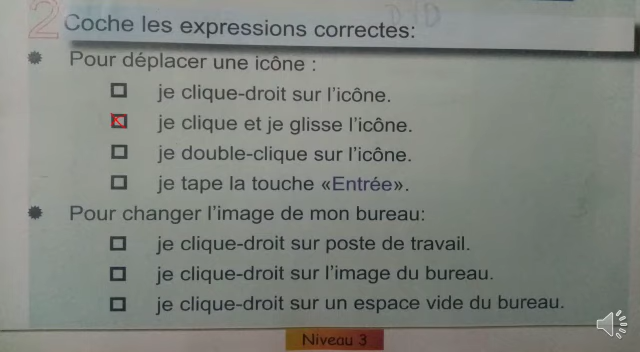 2 Coche les expressions correctes:
Pour déplacer une icône :
je clique-droit sur l'icône.
je clique et je glisse l'icône.
je double-clique sur l'icône.
je tape la touche «Entrée».
Pour changer l'image de mon bureau:
je clique-droit sur poste de travail.
je clique-droit sur l'image du bureau.
je clique-droit sur un espace vide du bureau.
Niveau 3